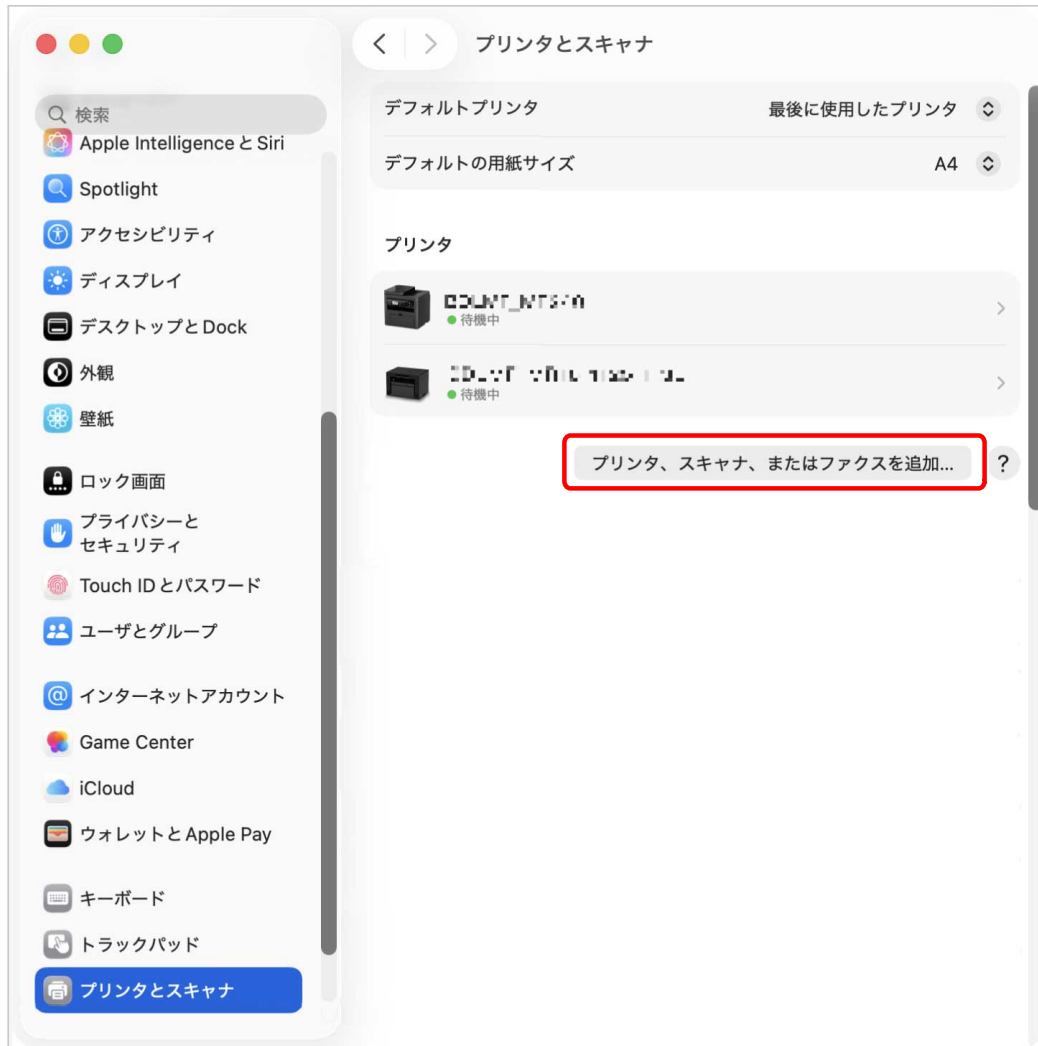 プリンタとスキャナ
検索
Apple Intelligence と Siri
Spotlight
アクセシビリティ
ディスプレイ
デスクトップと Dock
外観
壁紙
ロック画面
プライバシーと
セキュリティ
Touch ID とパスワード
ユーザとグループ
インターネットアカウント
Game Center
iCloud
ウォレットと Apple Pay
キーボード
トラックパッド
プリンタとスキャナ
デフォルトプリンタ 最後に使用したプリンタ
デフォルトの用紙サイズ A4
プリンタ
待機中
待機中
プリンタ、スキャナ、またはファクスを追加... ?